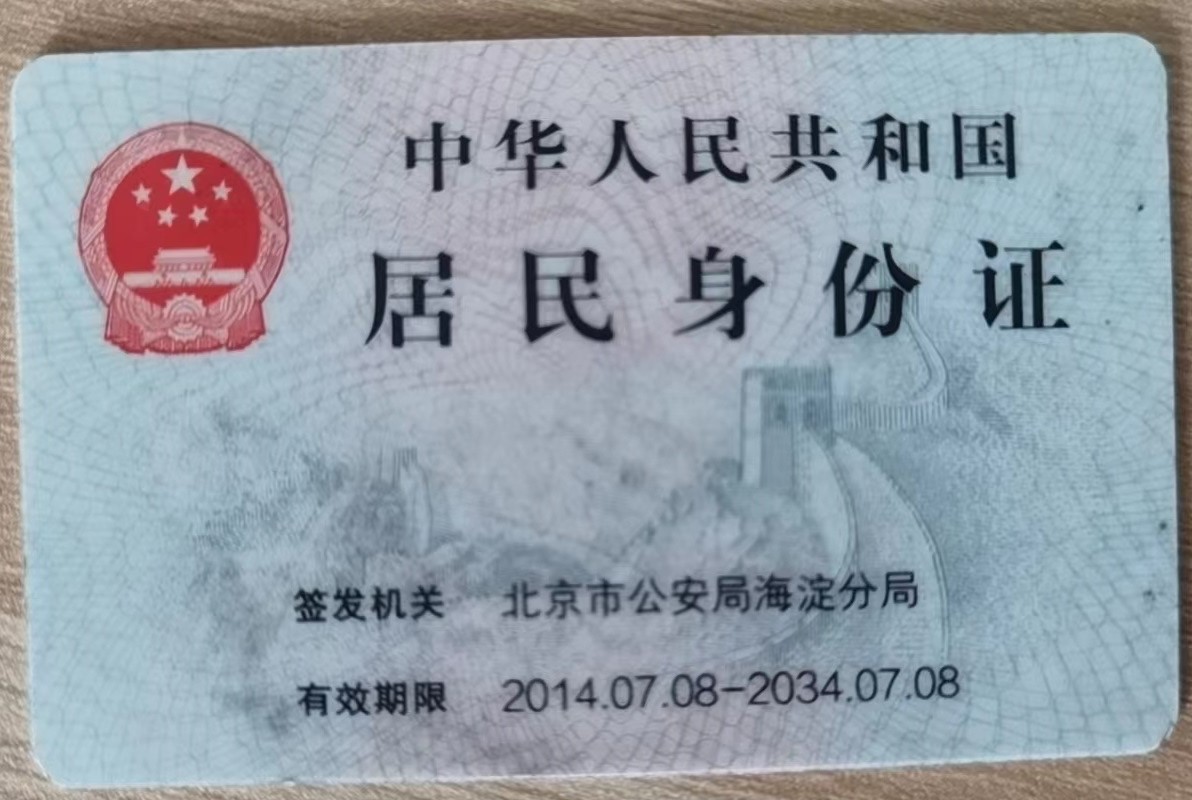 中华人民共和国
居民身份证
签发机关 北京市公安局海淀分局
有效期限 2014.07.08-2034.07.08